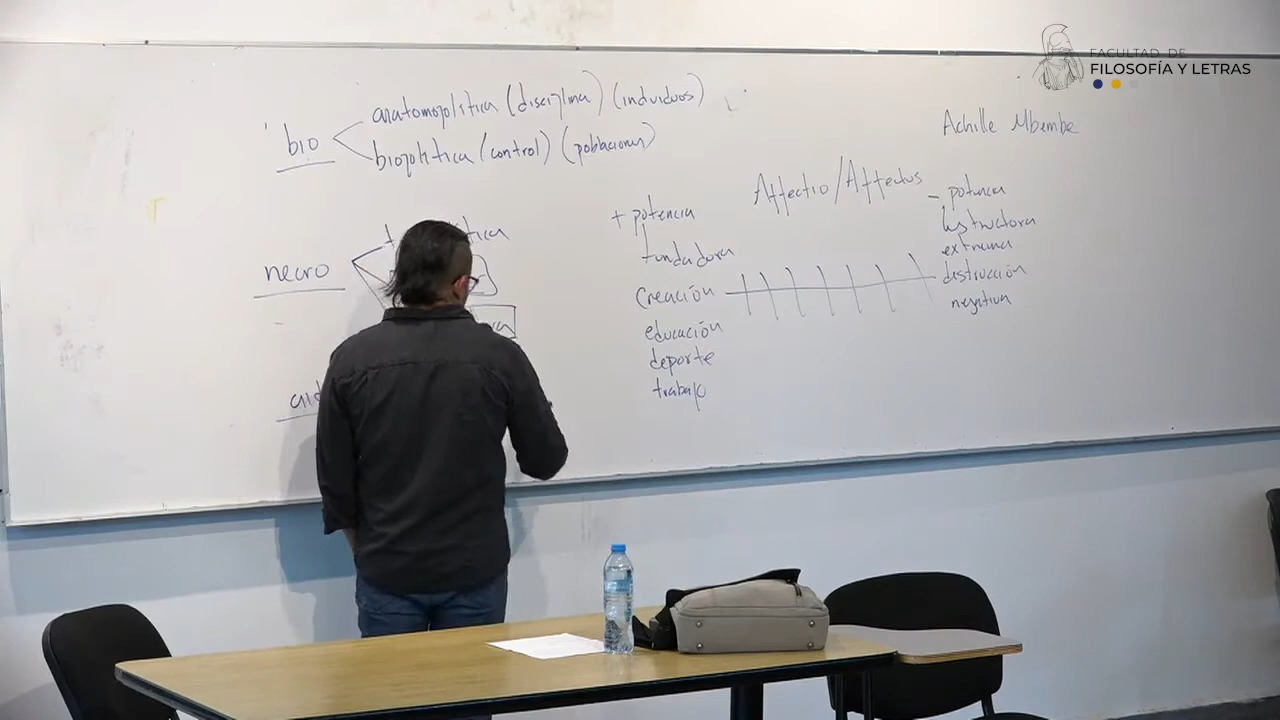 FACULTAD DE
FILOSOFÍA Y LETRAS
bio
anatomopolítica (disciplina) (individuos)
biopolítica (control) (poblaciones)
Achille Mbembe
necro
Affectio/Affectus
+ potencia
fundadora
creación
educación
deporte
trabajo
- potencia
destructora
extrema
destrucción
negativa